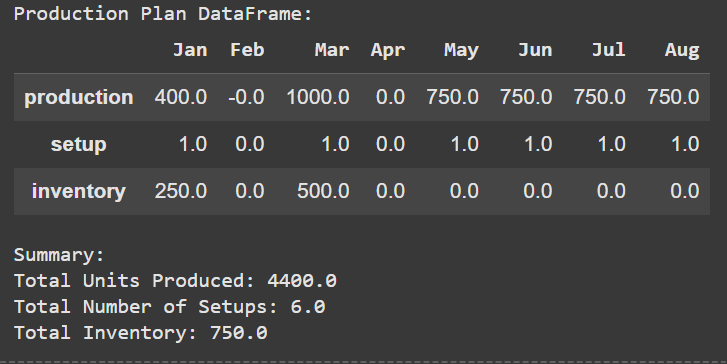 Production Plan DataFrame:
Jan Feb Mar Apr May Jun Jul Aug
production 400.0 -0.0 1000.0 0.0 750.0 750.0 750.0 750.0
setup 1.0 0.0 1.0 0.0 1.0 1.0 1.0 1.0
inventory 250.0 0.0 500.0 0.0 0.0 0.0 0.0 0.0
Summary:
Total Units Produced: 4400.0
Total Number of Setups: 6.0
Total Inventory: 750.0